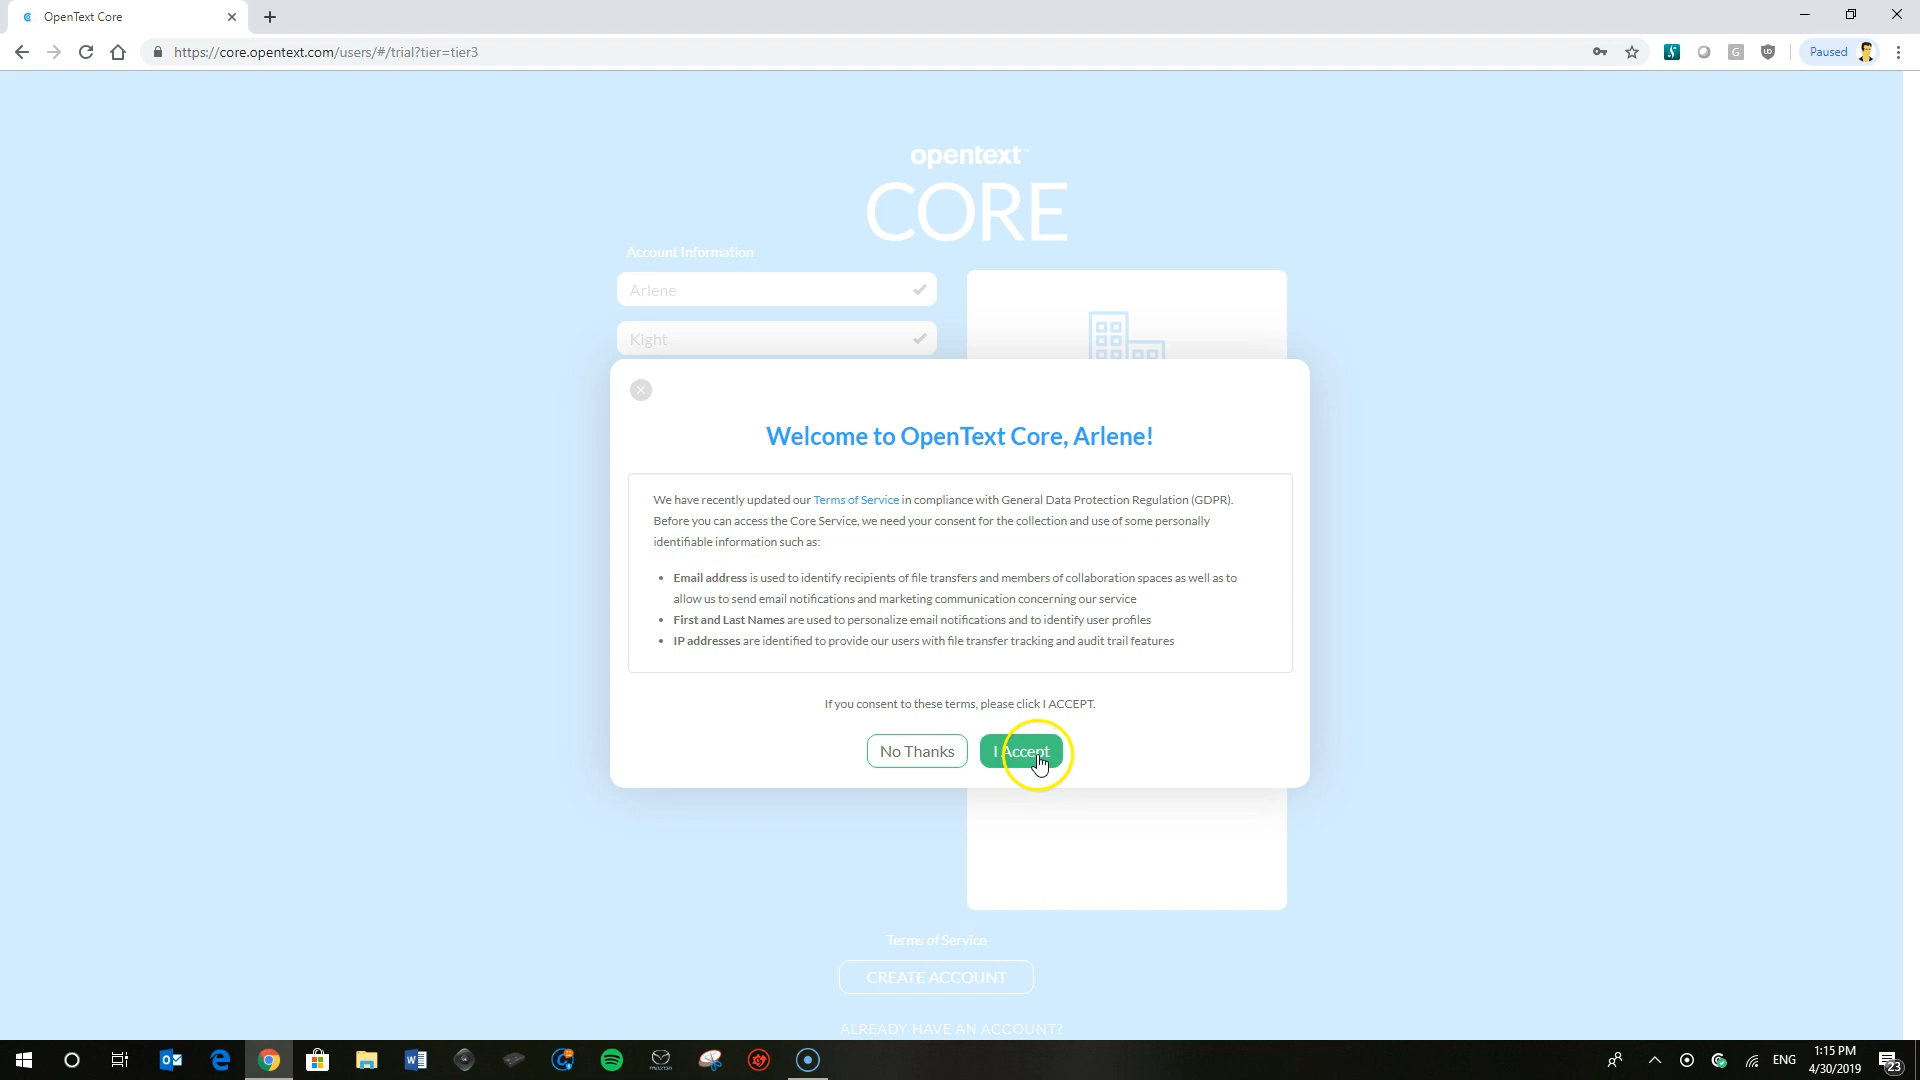 OpenText Core
https://core.opentext.com/users/#/trial?tier=tier3
Paused
opentext™
CORE
Account Information
Arlene
Kight
Welcome to OpenText Core, Arlene!
We have recently updated our Terms of Service in compliance with General Data Protection Regulation (GDPR).
Before you can access the Core Service, we need your consent for the collection and use of some personally
identifiable information such as:
• Email address is used to identify recipients of file transfers and members of collaboration spaces as well as to
allow us to send email notifications and marketing communication concerning our service
• First and Last Names are used to personalize email notifications and to identify user profiles
• IP addresses are identified to provide our users with file transfer tracking and audit trail features
If you consent to these terms, please click I ACCEPT.
No Thanks
I Accept
Terms of Service
CREATE ACCOUNT
ALREADY HAVE AN ACCOUNT?
ENG
1:15 PM
4/30/2019
23